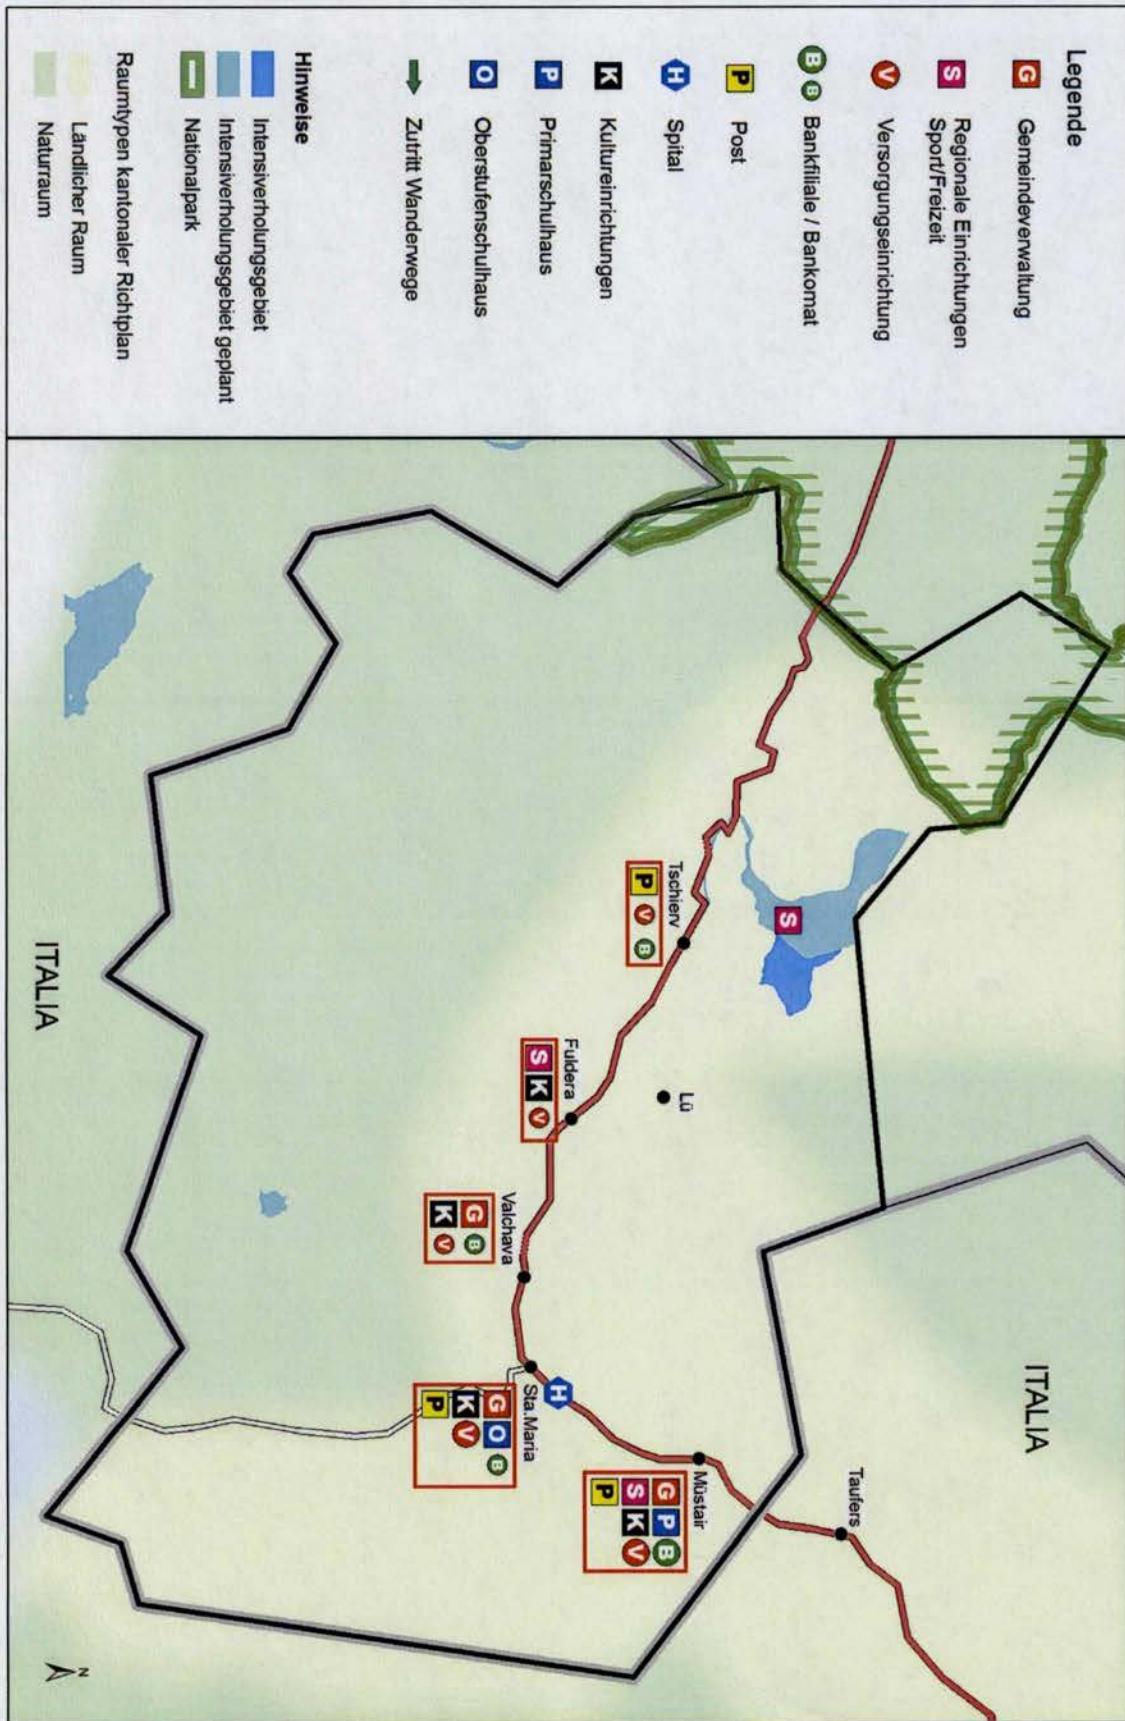 Legende
G Gemeindeverwaltung
S Regionale Einrichtungen
Sport/Freizeit
V Versorgungseinrichtung
B B Bankfiliale / Bankomat
P Post
H Spital
K Kultureinrichtungen
P Primarschulhaus
O Oberstufenschulhaus
Zutritt Wanderwege
Hinweise
Intensiverholungsgebiet
Intensiverholungsgebiet geplant
Nationalpark
Raumtypen kantonaler Richtplan
Ländlicher Raum
Naturraum
ITALIA
Taufers
S
Müstair
G P B
S K V
P
Tschierv
P V B
Lü
Fuldera
S K V
H
Sta.Maria
G O B
K V
P
Valchava
G B
K V
ITALIA
N